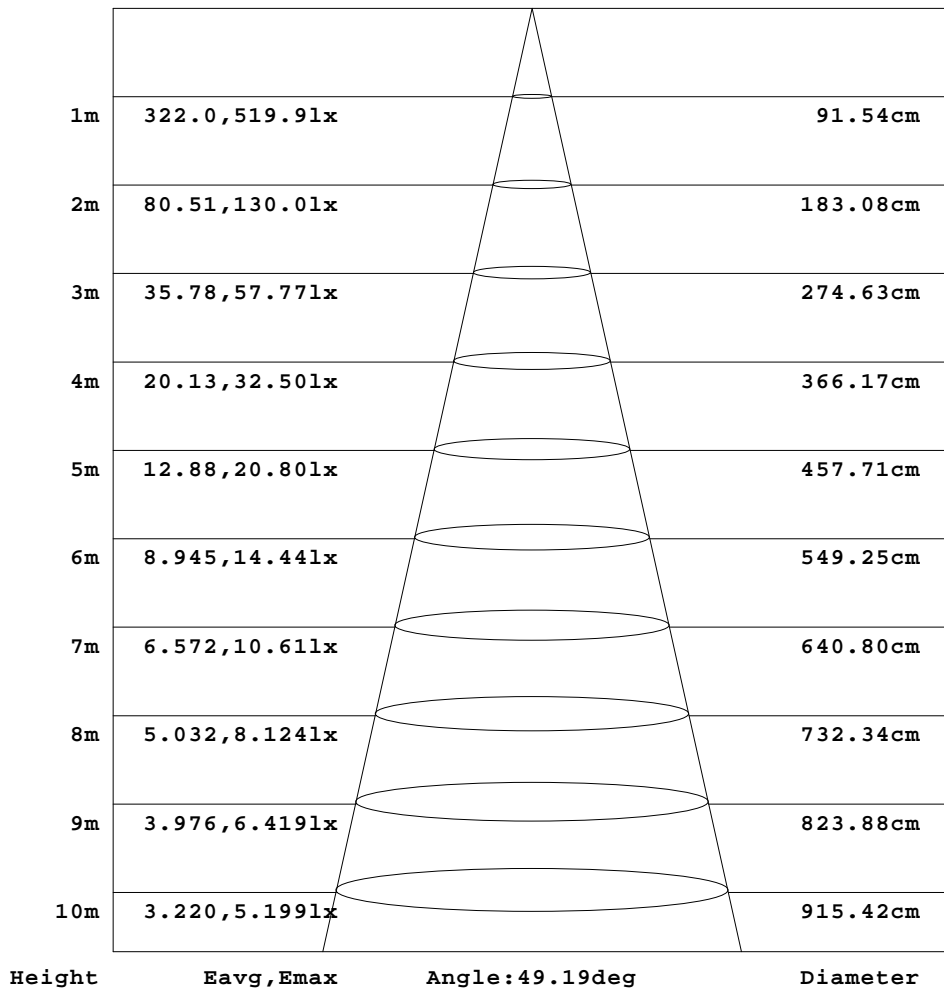 1m 322.0,519.9lx 91.54cm
2m 80.51,130.0lx 183.08cm
3m 35.78,57.77lx 274.63cm
4m 20.13,32.50lx 366.17cm
5m 12.88,20.80lx 457.71cm
6m 8.945,14.44lx 549.25cm
7m 6.572,10.61lx 640.80cm
8m 5.032,8.124lx 732.34cm
9m 3.976,6.419lx 823.88cm
10m 3.220,5.199lx 915.42cm
Height Eavg,Emax Angle:49.19deg Diameter